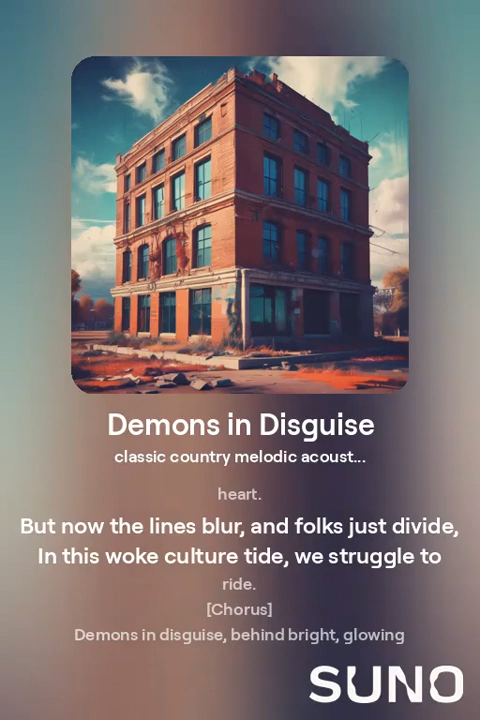 Demons in Disguise
classic country melodic acoust...
heart.
But now the lines blur, and folks just divide,
In this woke culture tide, we struggle to
ride.
[Chorus]
Demons in disguise, behind bright, glowing
SUNO